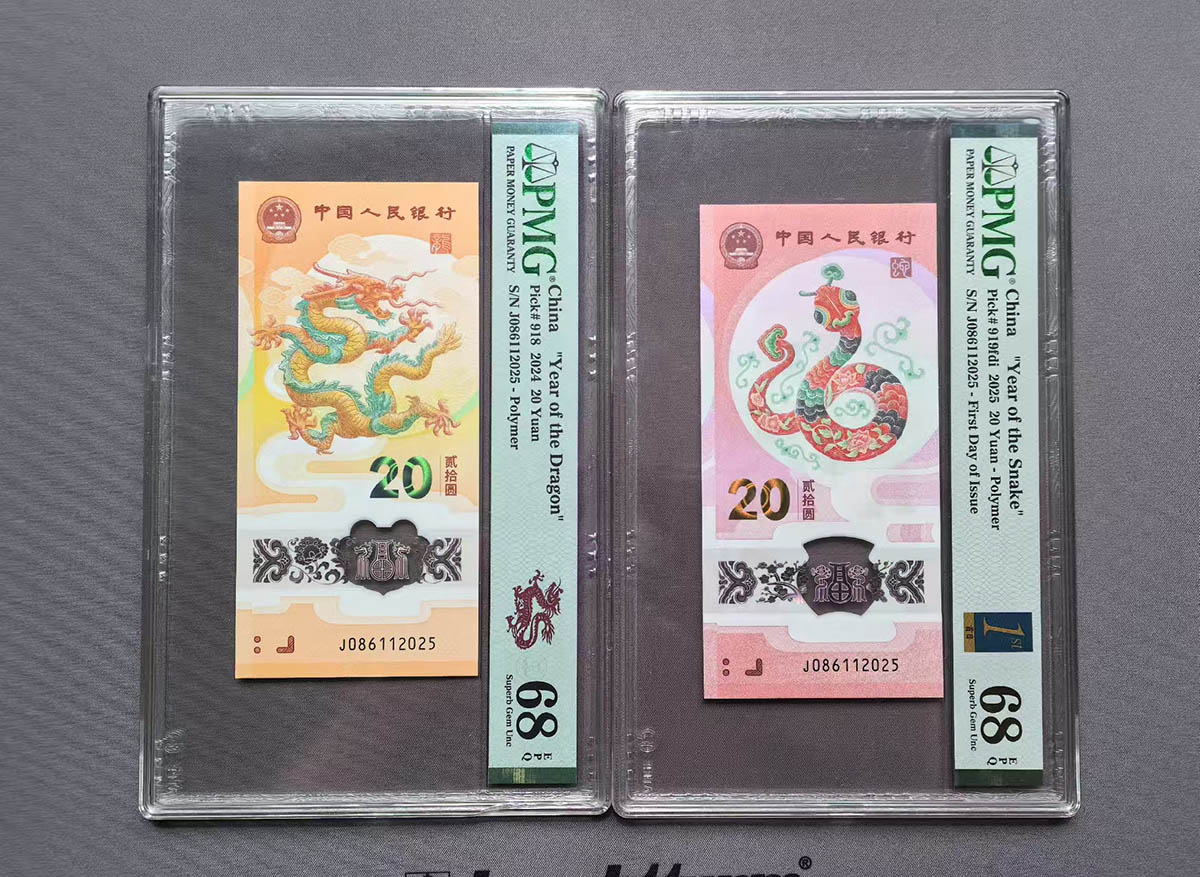 中国人民银行
20
贰拾圆
J086112025
PMG®
PAPER MONEY GUARANTY
China "Year of the Dragon"
Pick# 918 2024 20 Yuan
S/N J086112025 - Polymer
68
EPQ
Superb Gem Unc
中国人民银行
20
贰拾圆
J086112025
PMG®
PAPER MONEY GUARANTY
China "Year of the Snake"
Pick# 919fdi 2025 20 Yuan - Polymer
S/N J086112025 - First Day of Issue
1ST
首日
68
EPQ
Superb Gem Unc
®